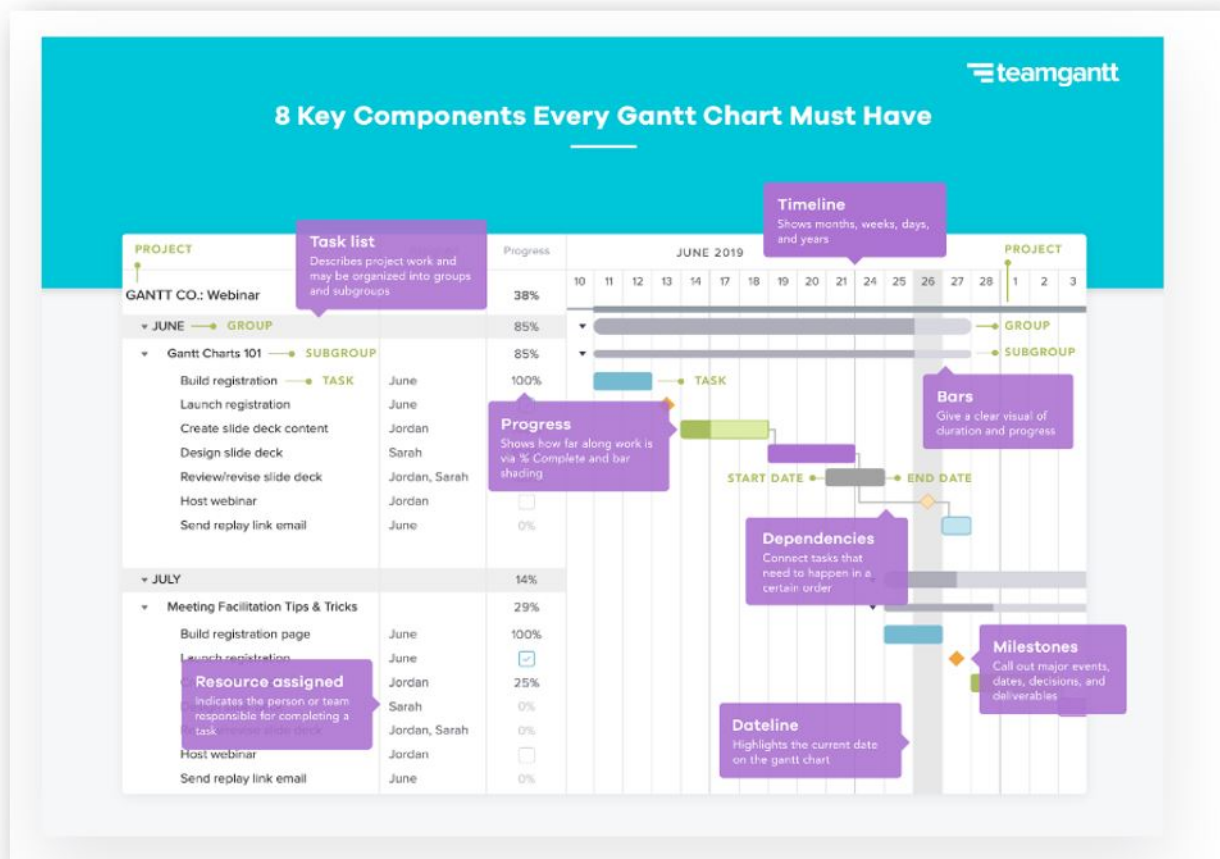 teamgantt
8 Key Components Every Gantt Chart Must Have
Timeline
Shows months, weeks, days,
and years
Task list
Describes project work and
may be organized into groups
and subgroups
PROJECT
Progress
JUNE 2019
PROJECT
10 11 12 13 14 17 18 19 20 21 24 25 26 27 28 1 2 3
GANTT CO.: Webinar 38%
JUNE GROUP 85% GROUP
Gantt Charts 101 SUBGROUP 85% SUBGROUP
Build registration TASK June 100% TASK
Launch registration June
Create slide deck content Jordan
Design slide deck Sarah
Review/revise slide deck Jordan, Sarah
Host webinar Jordan
Send replay link email June 0%
Progress
Shows how far along work is
via % Complete and bar
shading
Bars
Give a clear visual of
duration and progress
START DATE END DATE
Dependencies
Connect tasks that
need to happen in a
certain order
JULY 14%
Meeting Facilitation Tips & Tricks 29%
Build registration page June 100%
Launch registration June
Jordan 25%
Sarah 0%
Jordan, Sarah 0%
Host webinar Jordan
Send replay link email June 0%
Resource assigned
Indicates the person or team
responsible for completing a
task
Milestones
Call out major events,
dates, decisions, and
deliverables
Dateline
Highlights the current date
on the gantt chart